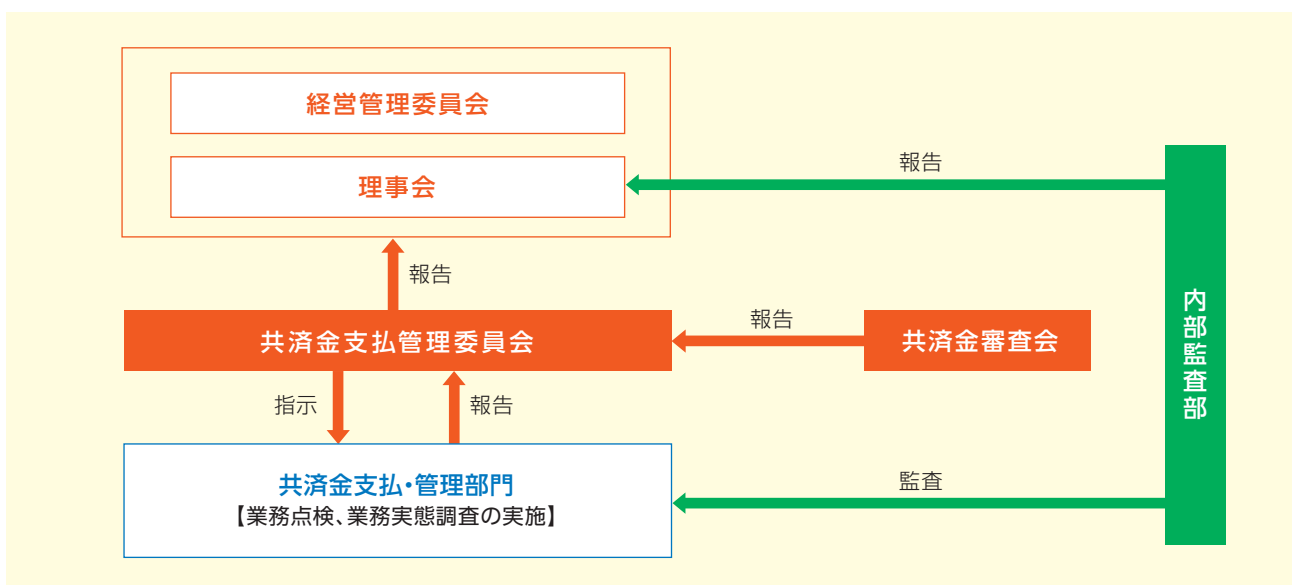 経営管理委員会
理事会
報告
報告
共済金支払管理委員会
報告
共済金審査会
指示
報告
共済金支払・管理部門
【業務点検、業務実態調査の実施】
監査
内部監査部